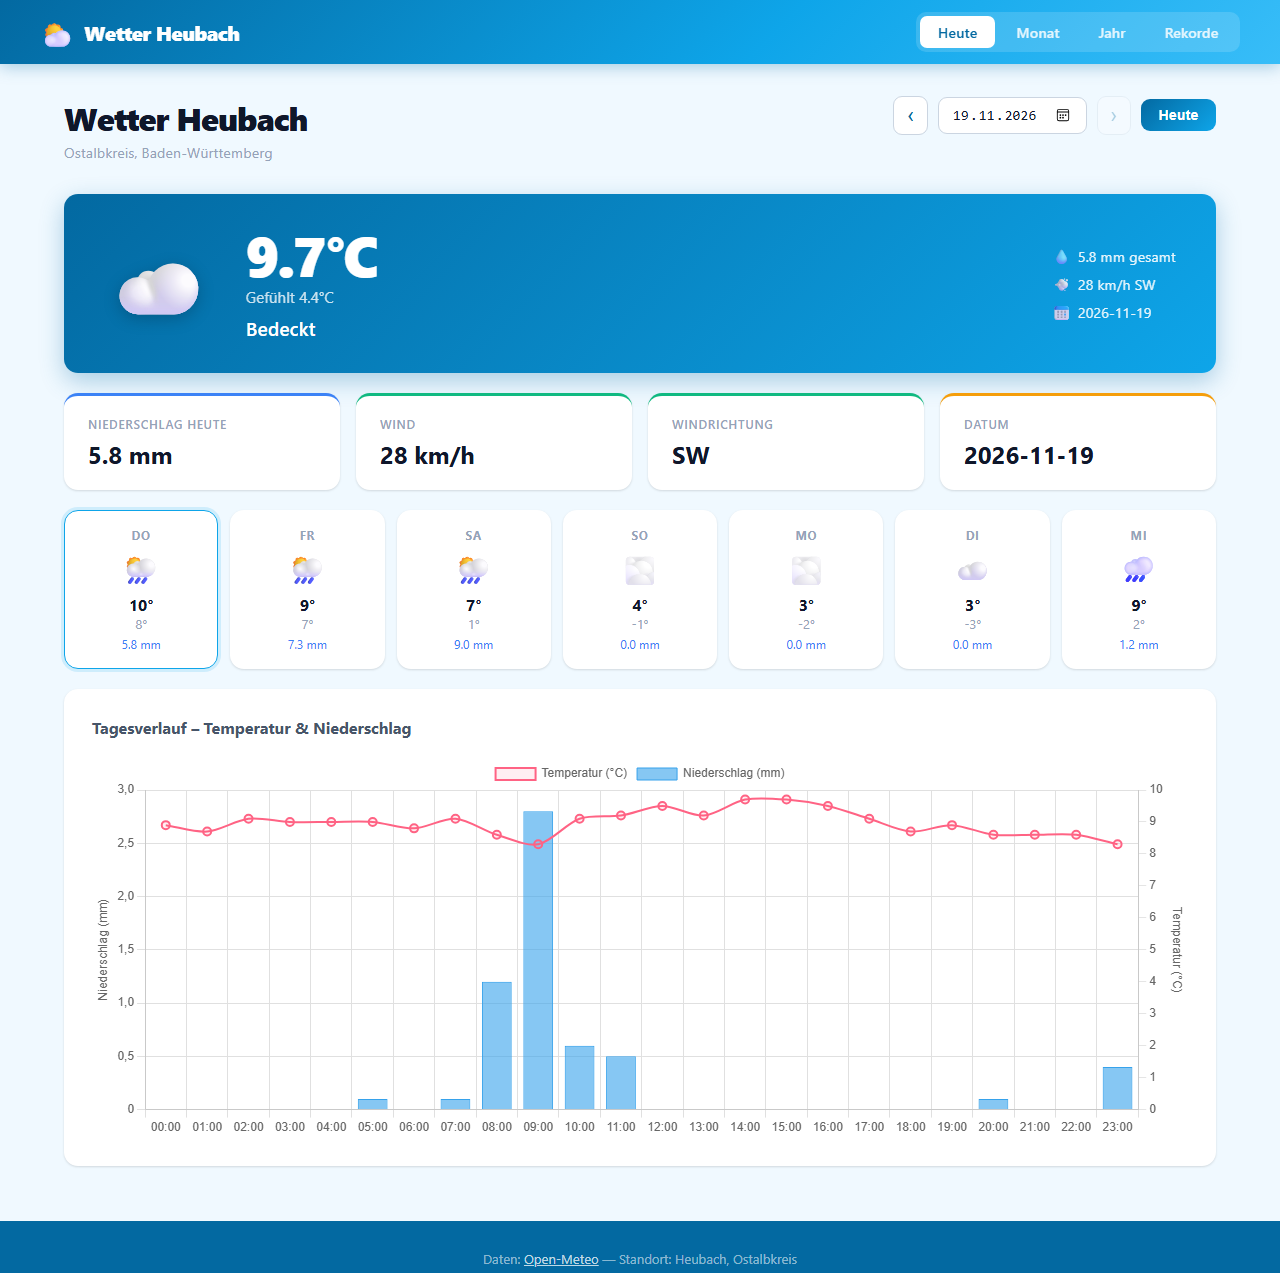 Wetter Heubach
Heute Monat Jahr Rekorde
Wetter Heubach
Ostalbkreis, Baden-Württemberg
‹ 19.11.2026 › Heute
9.7°C
Gefühlt 4.4°C
Bedeckt
5.8 mm gesamt
28 km/h SW
2026-11-19
NIEDERSCHLAG HEUTE
5.8 mm
WIND
28 km/h
WINDRICHTUNG
SW
DATUM
2026-11-19
DO
10°
8°
5.8 mm
FR
9°
7°
7.3 mm
SA
7°
1°
9.0 mm
SO
4°
-1°
0.0 mm
MO
3°
-2°
0.0 mm
DI
3°
-3°
0.0 mm
MI
9°
2°
1.2 mm
Tagesverlauf – Temperatur & Niederschlag
Temperatur (°C) Niederschlag (mm)
Niederschlag (mm)
3,0
2,5
2,0
1,5
1,0
0,5
0
10
9
8
7
6
5
4
3
2
1
0
Temperatur (°C)
00:00 01:00 02:00 03:00 04:00 05:00 06:00 07:00 08:00 09:00 10:00 11:00 12:00 13:00 14:00 15:00 16:00 17:00 18:00 19:00 20:00 21:00 22:00 23:00
Daten: Open-Meteo — Standort: Heubach, Ostalbkreis